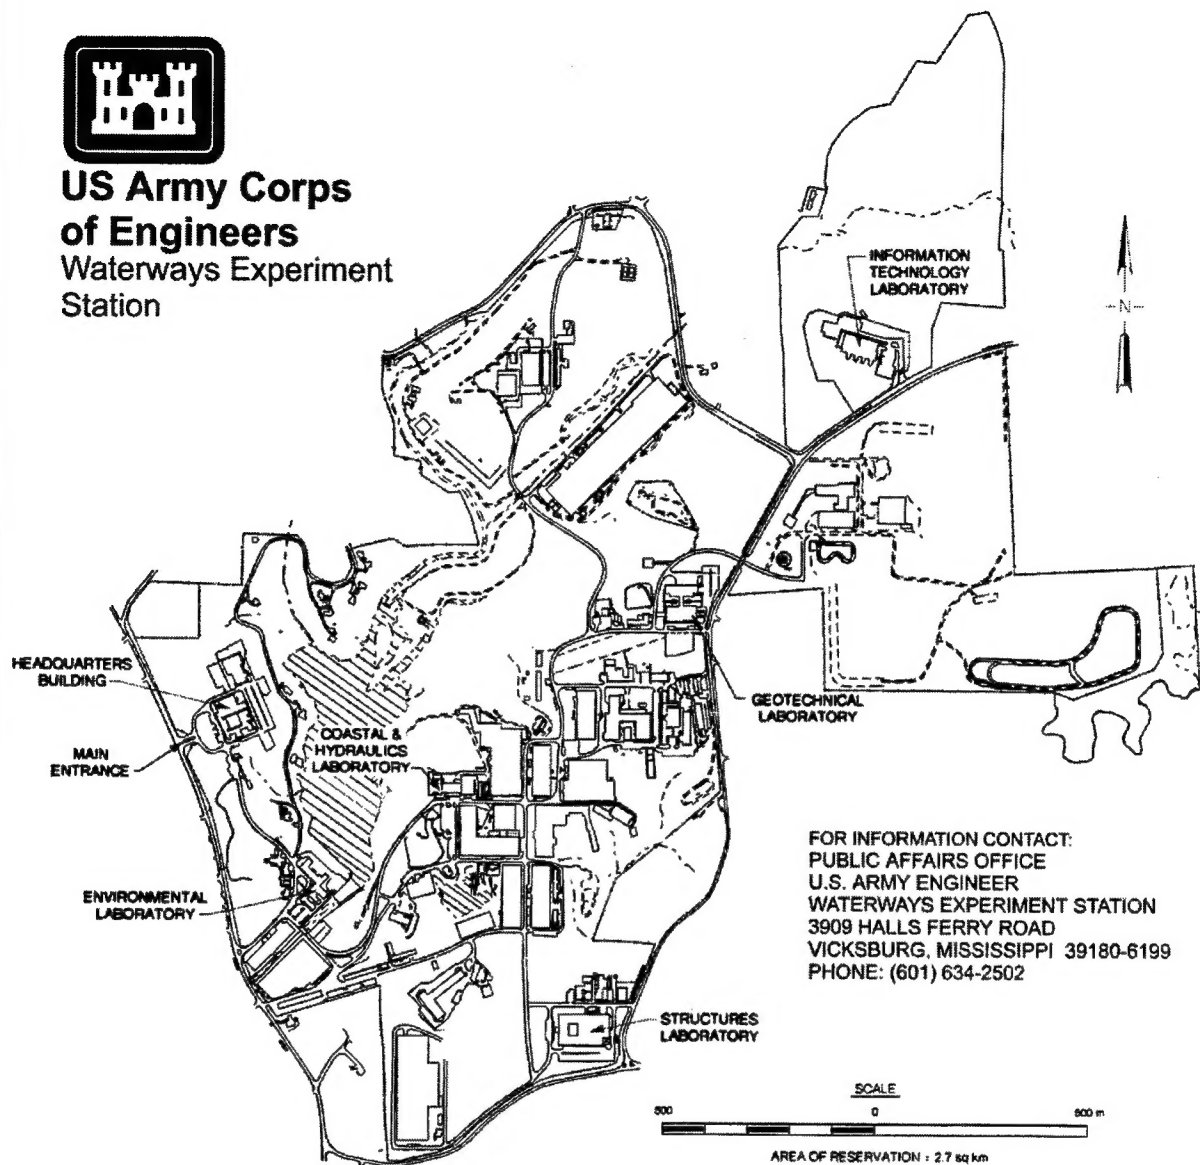 US Army Corps
of Engineers
Waterways Experiment
Station
INFORMATION
TECHNOLOGY
LABORATORY
N
HEADQUARTERS
BUILDING
MAIN
ENTRANCE
COASTAL &
HYDRAULICS
LABORATORY
GEOTECHNICAL
LABORATORY
ENVIRONMENTAL
LABORATORY
FOR INFORMATION CONTACT:
PUBLIC AFFAIRS OFFICE
U.S. ARMY ENGINEER
WATERWAYS EXPERIMENT STATION
3909 HALLS FERRY ROAD
VICKSBURG, MISSISSIPPI 39180-6199
PHONE: (601) 634-2502
STRUCTURES
LABORATORY
SCALE
500 0 500 m
AREA OF RESERVATION : 2.7 sq km